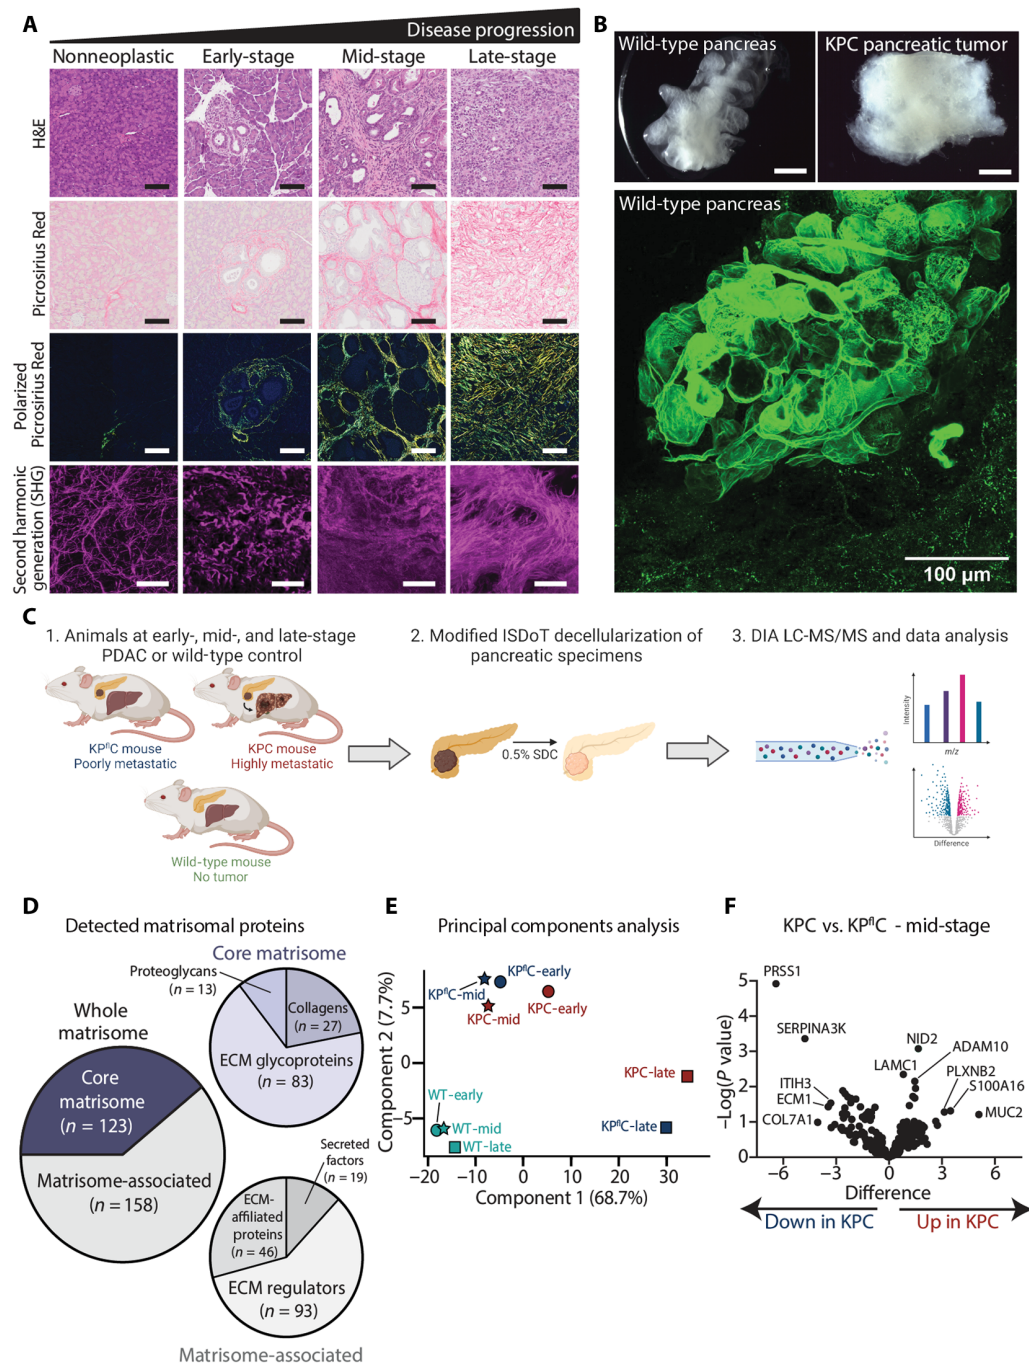 A
Disease progression
Nonneoplastic
Early-stage
Mid-stage
Late-stage
H&E
Picrosirius Red
Polarized
Picrosirius Red
Second harmonic
generation (SHG)
B
Wild-type pancreas
KPC pancreatic tumor
Wild-type pancreas
100 μm
C
1. Animals at early-, mid-, and late-stage
PDAC or wild-type control
KPflC mouse
Poorly metastatic
KPC mouse
Highly metastatic
Wild-type mouse
No tumor
2. Modified ISDoT decellularization of
pancreatic specimens
0.5% SDC
3. DIA LC-MS/MS and data analysis
Intensity
m/z
Difference
D
Detected matrisomal proteins
Whole
matrisome
Core
matrisome
(n = 123)
Matrisome-associated
(n = 158)
Core matrisome
Proteoglycans
(n = 13)
Collagens
(n = 27)
ECM glycoproteins
(n = 83)
Secreted
factors
(n = 19)
ECM-
affiliated
proteins
(n = 46)
ECM regulators
(n = 93)
Matrisome-associated
E
Principal components analysis
Component 2 (7.7%)
5
0
−5
KPflC-early
KPflC-mid
KPC-mid
KPC-early
KPC-late
KPflC-late
WT-early
WT-mid
WT-late
−20
−10
0
10
20
30
Component 1 (68.7%)
F
KPC vs. KPflC - mid-stage
−Log(P value)
5
4
3
2
1
0
PRSS1
SERPINA3K
NID2
ADAM10
LAMC1
PLXNB2
S100A16
ITIH3
ECM1
COL7A1
MUC2
−6
−3
0
3
6
Difference
Down in KPC
Up in KPC